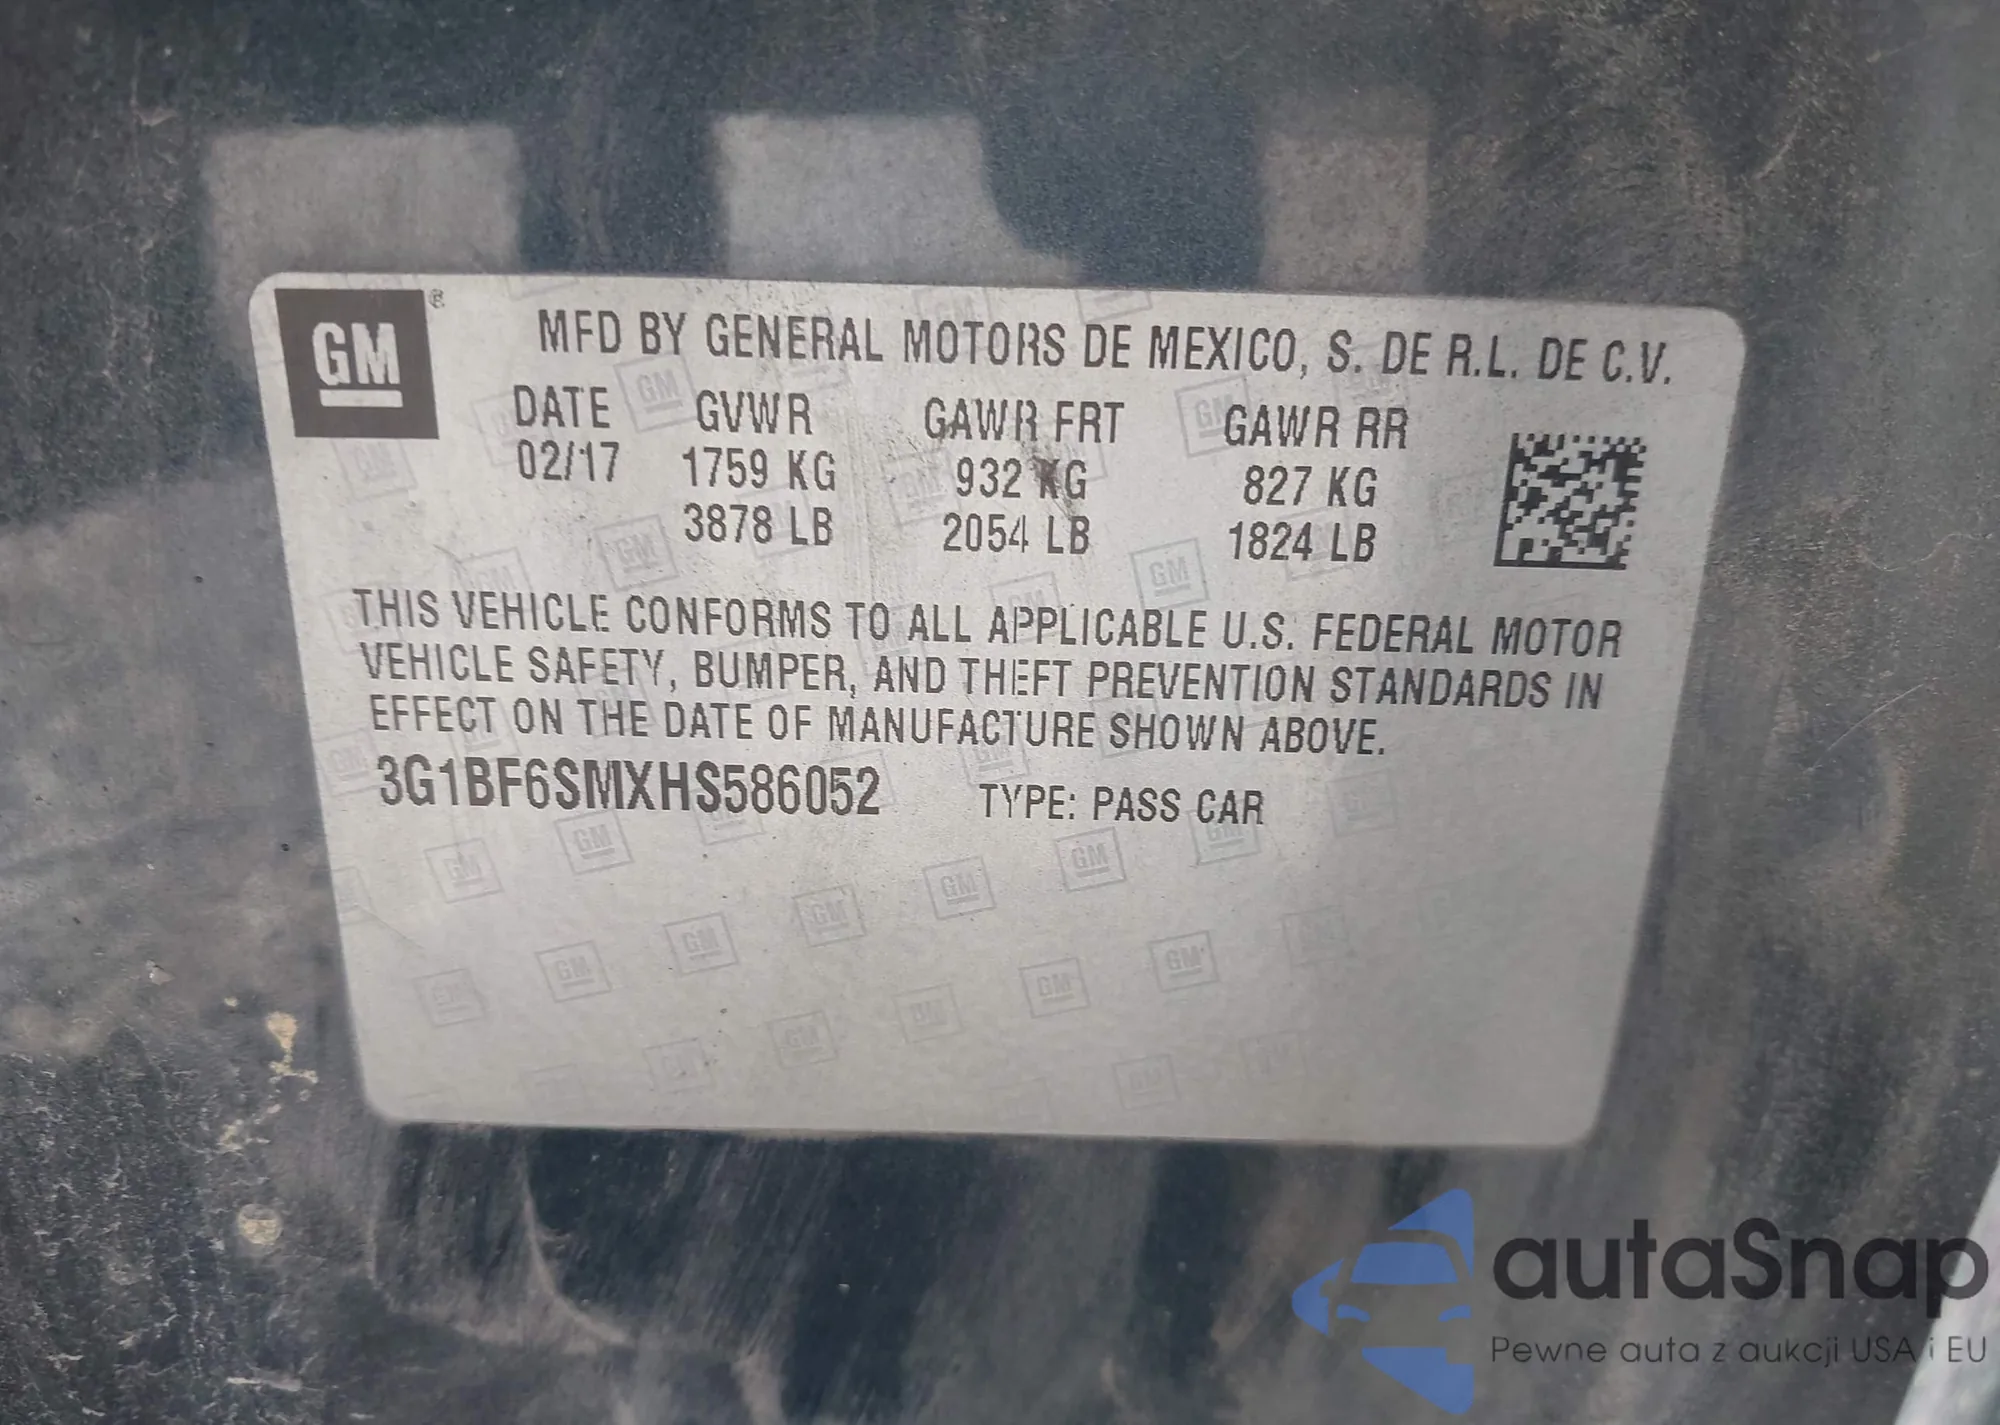 GM ®
MFD BY GENERAL MOTORS DE MEXICO, S. DE R.L. DE C.V.
DATE GVWR GAWR FRT GAWR RR
02/17 1759 KG 932 KG 827 KG
3878 LB 2054 LB 1824 LB
THIS VEHICLE CONFORMS TO ALL APPLICABLE U.S. FEDERAL MOTOR
VEHICLE SAFETY, BUMPER, AND THEFT PREVENTION STANDARDS IN
EFFECT ON THE DATE OF MANUFACTURE SHOWN ABOVE.
3G1BF6SMXHS586052 TYPE: PASS CAR
autaSnap
Pewne auta z aukcji USA i EU